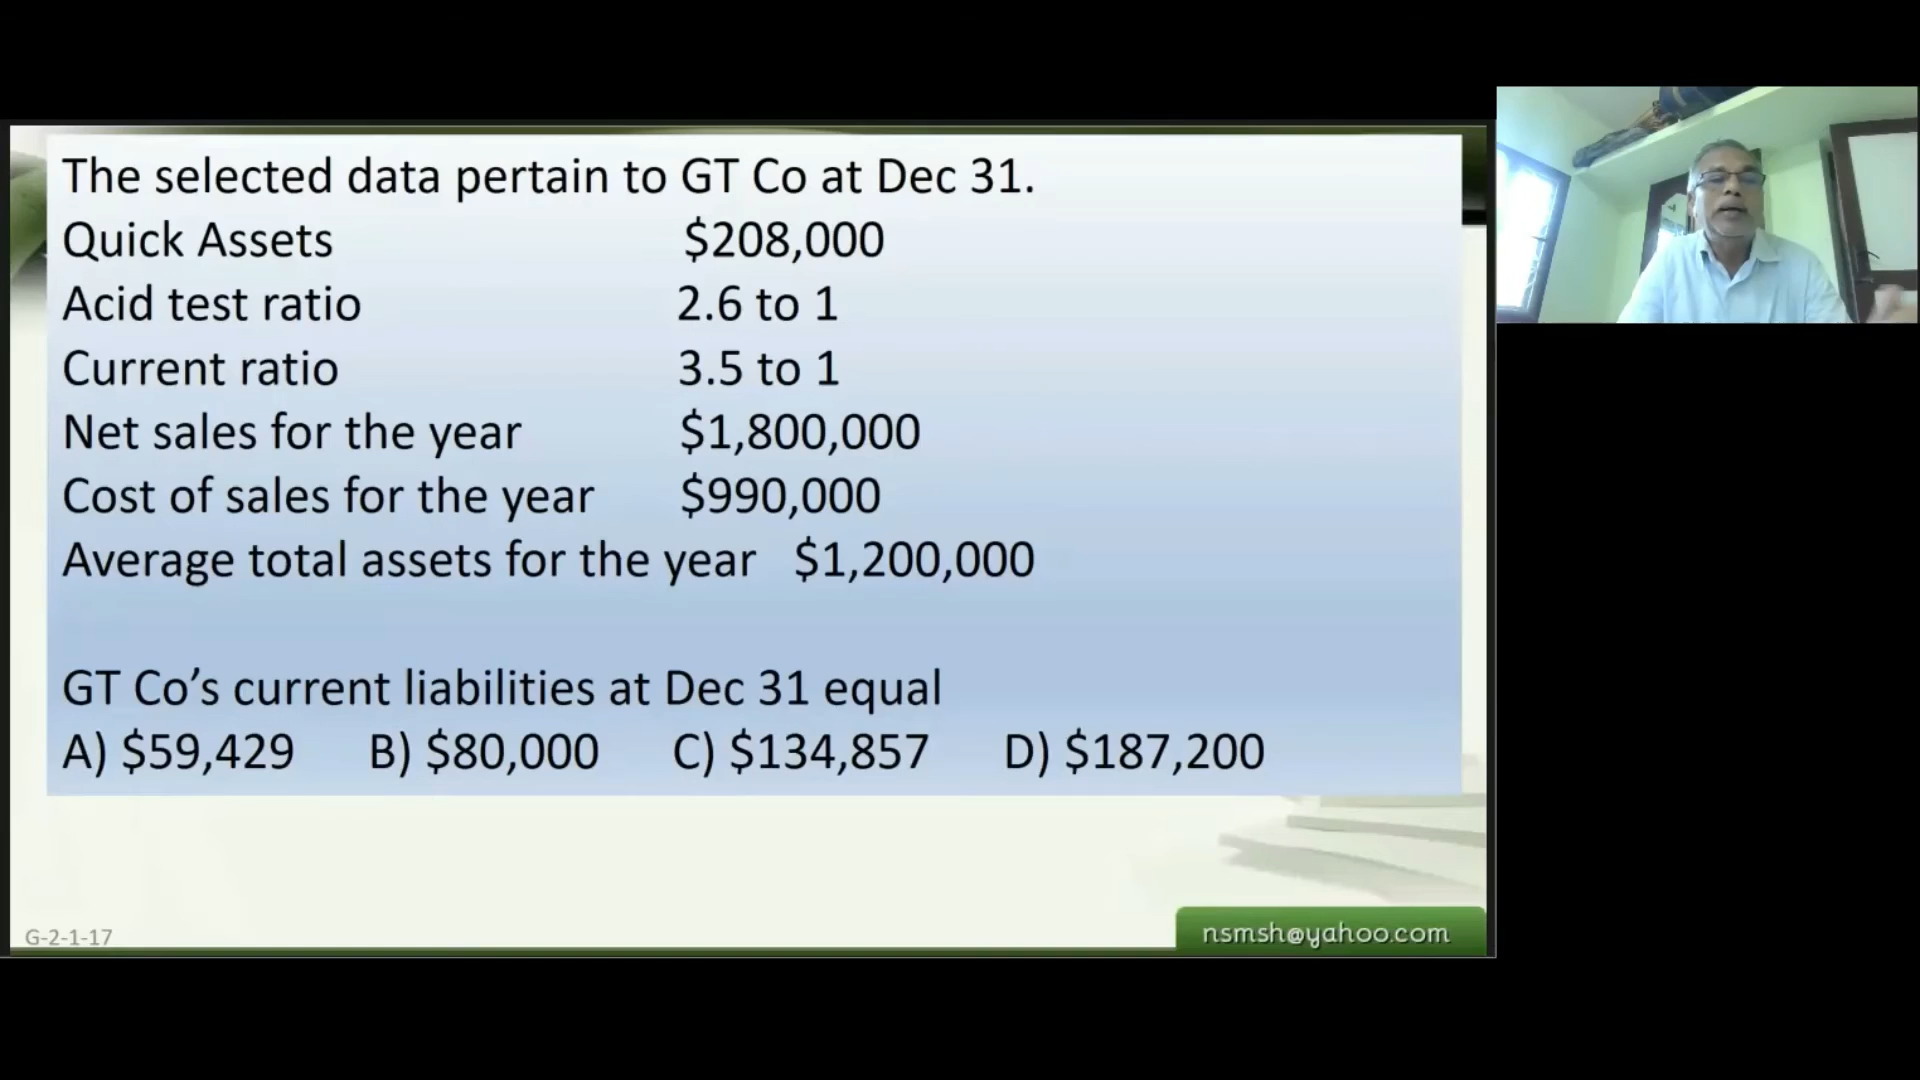 The selected data pertain to GT Co at Dec 31.
Quick Assets $208,000
Acid test ratio 2.6 to 1
Current ratio 3.5 to 1
Net sales for the year $1,800,000
Cost of sales for the year $990,000
Average total assets for the year $1,200,000
GT Co’s current liabilities at Dec 31 equal
A) $59,429 B) $80,000 C) $134,857 D) $187,200
G-2-1-17
nsmsh@yahoo.com